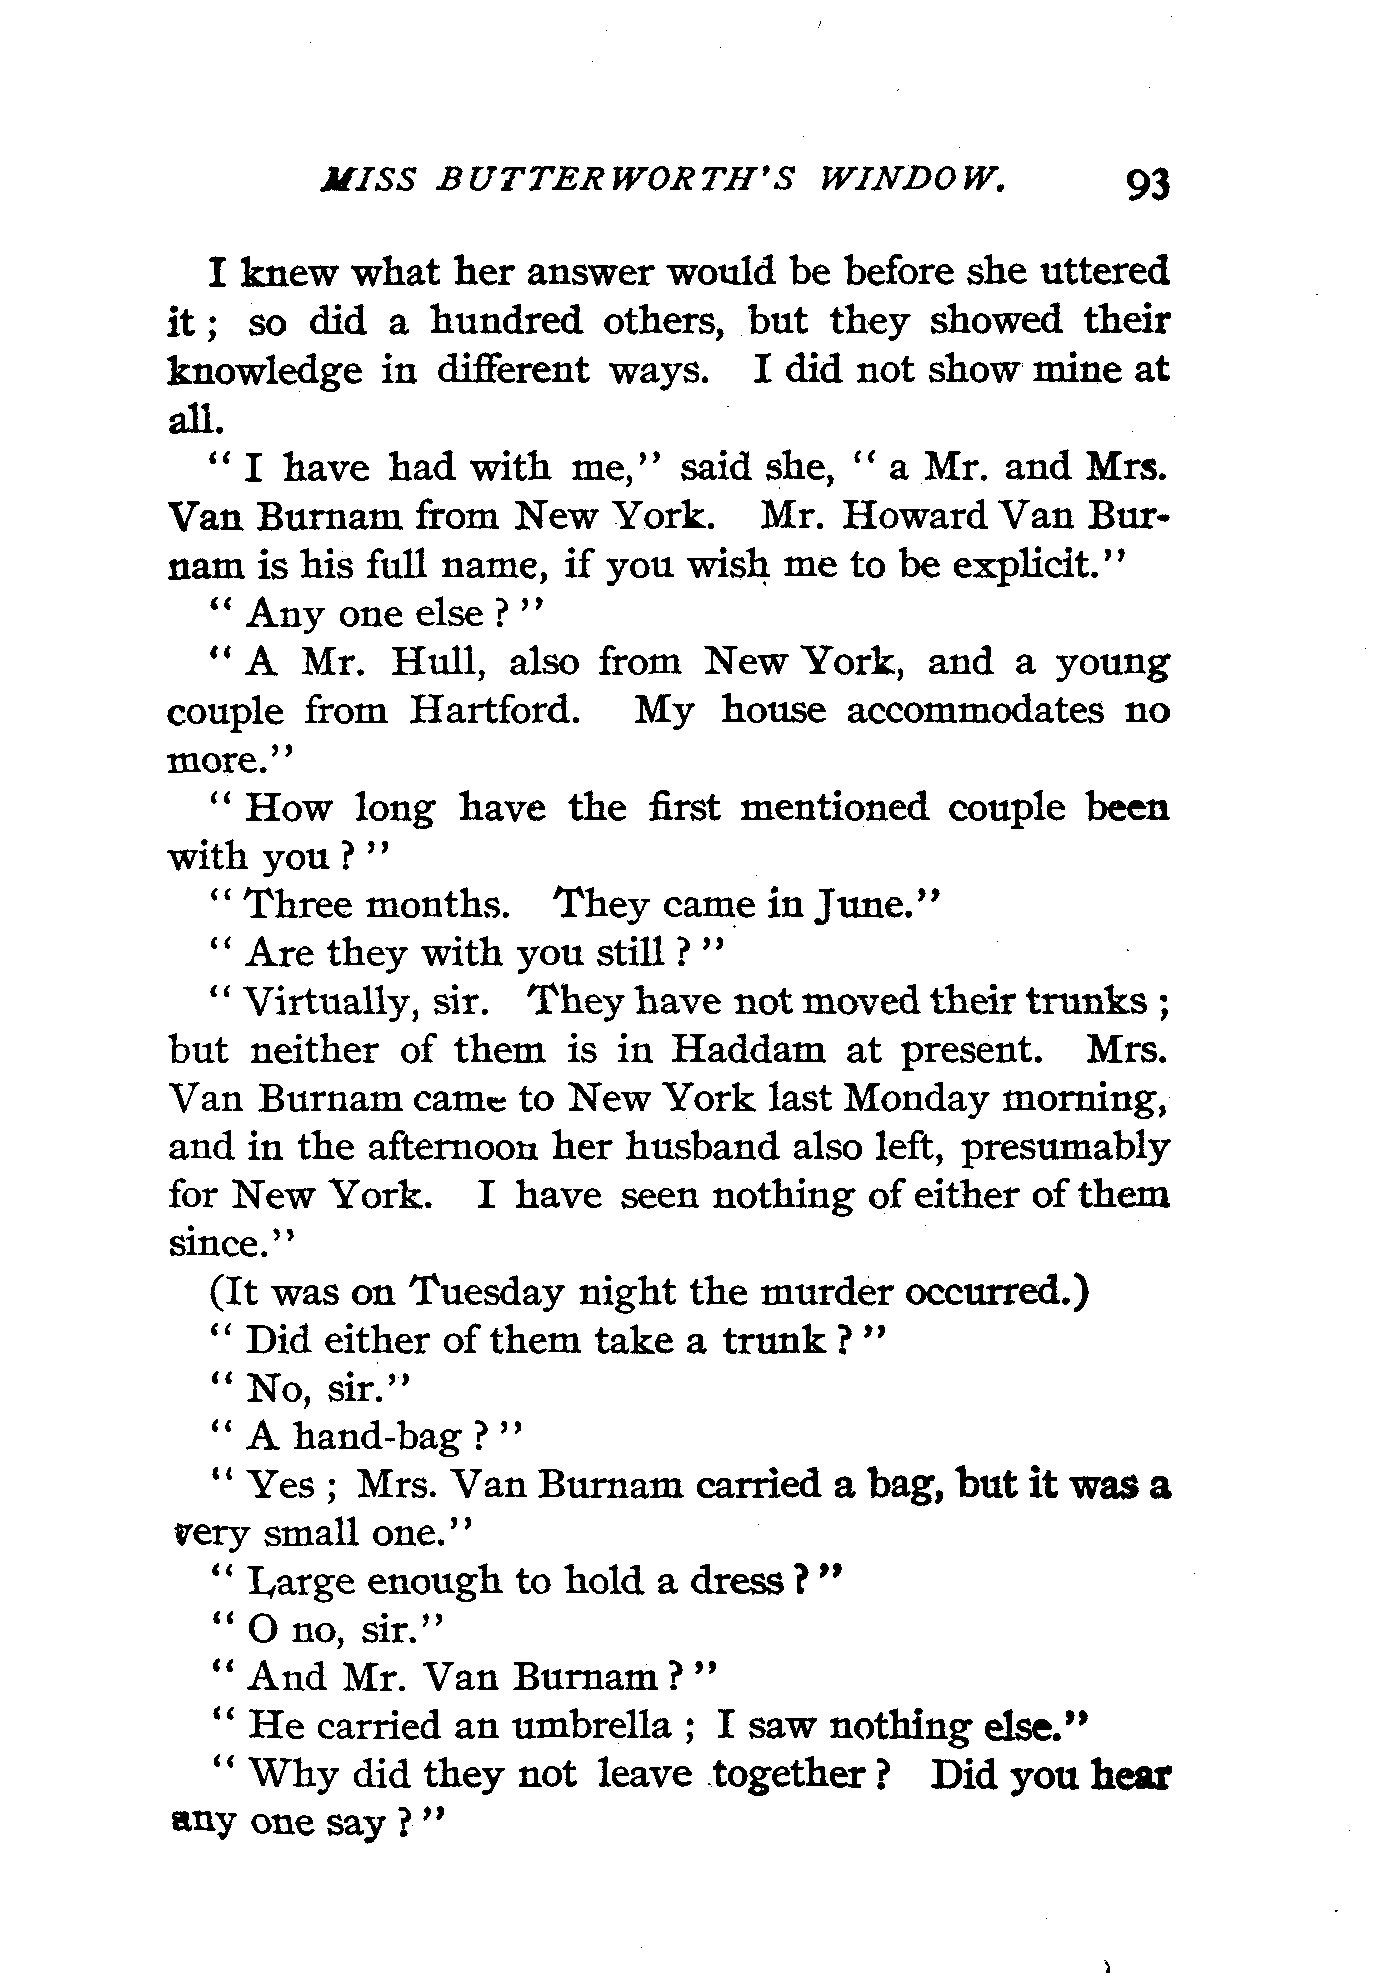 MISS BUTTERWORTH'S WINDOW. 93
I knew what her answer would be before she uttered
it ; so did a hundred others, but they showed their
knowledge in different ways. I did not show mine at
all.
" I have had with me," said she, " a Mr. and Mrs.
Van Burnam from New York. Mr. Howard Van Bur-
nam is his full name, if you wish me to be explicit."
" Any one else ? "
" A Mr. Hull, also from New York, and a young
couple from Hartford. My house accommodates no
more."
" How long have the first mentioned couple been
with you ? "
" Three months. They came in June."
" Are they with you still ? "
" Virtually, sir. They have not moved their trunks ;
but neither of them is in Haddam at present. Mrs.
Van Burnam came to New York last Monday morning,
and in the afternoon her husband also left, presumably
for New York. I have seen nothing of either of them
since."
(It was on Tuesday night the murder occurred.)
" Did either of them take a trunk ? "
" No, sir."
" A hand-bag ? "
" Yes ; Mrs. Van Burnam carried a bag, but it was a
very small one."
" Large enough to hold a dress ? "
" O no, sir."
" And Mr. Van Burnam ? "
" He carried an umbrella ; I saw nothing else."
" Why did they not leave together ? Did you hear
any one say ? "